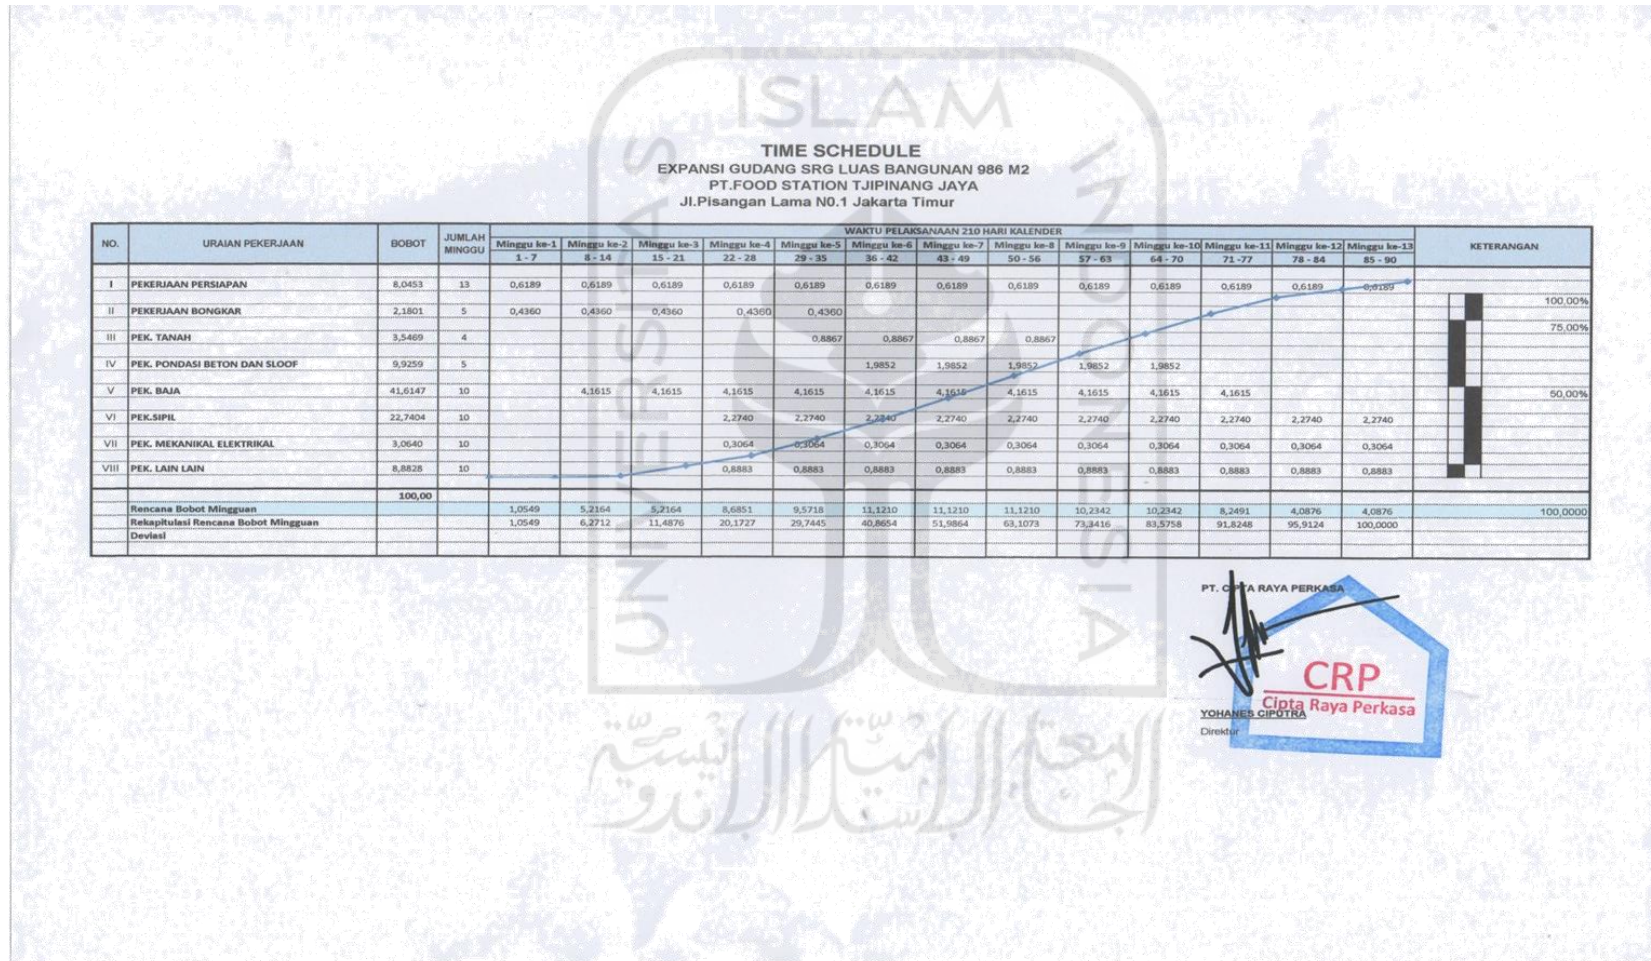 ISLAM
UNIVERSITAS
INDONESIA
TIME SCHEDULE
EXPANSI GUDANG SRG LUAS BANGUNAN 986 M2
PT.FOOD STATION TJIPINANG JAYA
Jl.Pisangan Lama N0.1 Jakarta Timur
NO. URAIAN PEKERJAAN BOBOT JUMLAH MINGGU WAKTU PELAKSANAAN 210 HARI KALENDER KETERANGAN
Minggu ke-1 Minggu ke-2 Minggu ke-3 Minggu ke-4 Minggu ke-5 Minggu ke-6 Minggu ke-7 Minggu ke-8 Minggu ke-9 Minggu ke-10 Minggu ke-11 Minggu ke-12 Minggu ke-13
1 - 7 8 - 14 15 - 21 22 - 28 29 - 35 36 - 42 43 - 49 50 - 56 57 - 63 64 - 70 71 -77 78 - 84 85 - 90
I PEKERJAAN PERSIAPAN 8,0453 13 0,6189 0,6189 0,6189 0,6189 0,6189 0,6189 0,6189 0,6189 0,6189 0,6189 0,6189 0,6189 0,6189
100,00%
II PEKERJAAN BONGKAR 2,1801 5 0,4360 0,4360 0,4360 0,4360 0,4360
75,00%
III PEK. TANAH 3,5469 4 0,8867 0,8867 0,8867 0,8867
IV PEK. PONDASI BETON DAN SLOOF 9,9259 5 1,9852 1,9852 1,9852 1,9852 1,9852
V PEK. BAJA 41,6147 10 4,1615 4,1615 4,1615 4,1615 4,1615 4,1615 4,1615 4,1615 4,1615 4,1615 50,00%
VI PEK.SIPIL 22,7404 10 2,2740 2,2740 2,2740 2,2740 2,2740 2,2740 2,2740 2,2740 2,2740 2,2740
VII PEK. MEKANIKAL ELEKTRIKAL 3,0640 10 0,3064 0,3064 0,3064 0,3064 0,3064 0,3064 0,3064 0,3064 0,3064 0,3064
VIII PEK. LAIN LAIN 8,8828 10 0,8883 0,8883 0,8883 0,8883 0,8883 0,8883 0,8883 0,8883 0,8883 0,8883
100,00
Rencana Bobot Mingguan 1,0549 5,2164 5,2164 8,6851 9,5718 11,1210 11,1210 11,1210 10,2342 10,2342 8,2491 4,0876 4,0876 100,0000
Rekapitulasi Rencana Bobot Mingguan 1,0549 6,2712 11,4876 20,1727 29,7445 40,8654 51,9864 63,1073 73,3416 83,5758 91,8248 95,9124 100,0000
Deviasi
PT. CIPTA RAYA PERKASA
CRP
Cipta Raya Perkasa
YOHANES CIPUTRA
Direktur